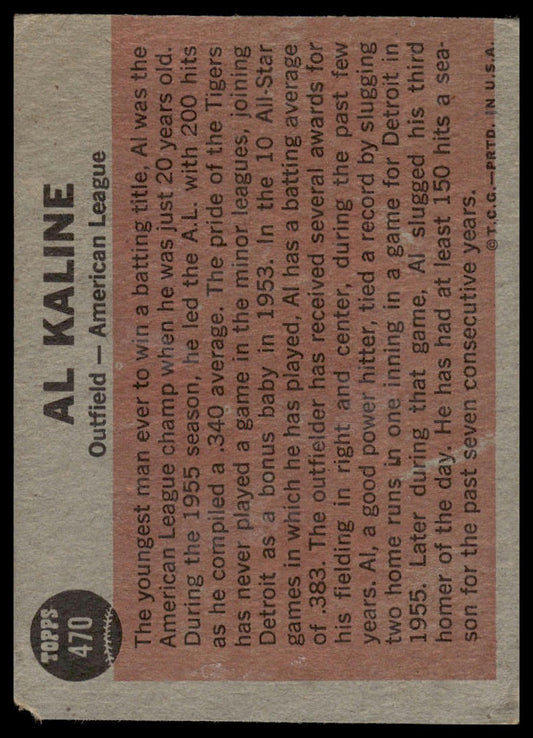 TOPPS
470
AL KALINE
Outfield — American League
The youngest man ever to win a batting title, Al was the
American League champ when he was just 20 years old.
During the 1955 season, he led the A.L. with 200 hits
as he compiled a .340 average. The pride of the Tigers
has never played a game in the minor leagues, joining
Detroit as a bonus baby in 1953. In the 10 All-Star
games in which he has played, Al has a batting average
of .383. The outfielder has received several awards for
his fielding in right and center, during the past few
years. Al, a good power hitter, tied a record by slugging
two home runs in one inning in a game for Detroit in
1955. Later during that game, Al slugged his third
homer of the day. He has had at least 150 hits a sea-
son for the past seven consecutive years.
© T.C.G.—PRTD. IN U.S.A.